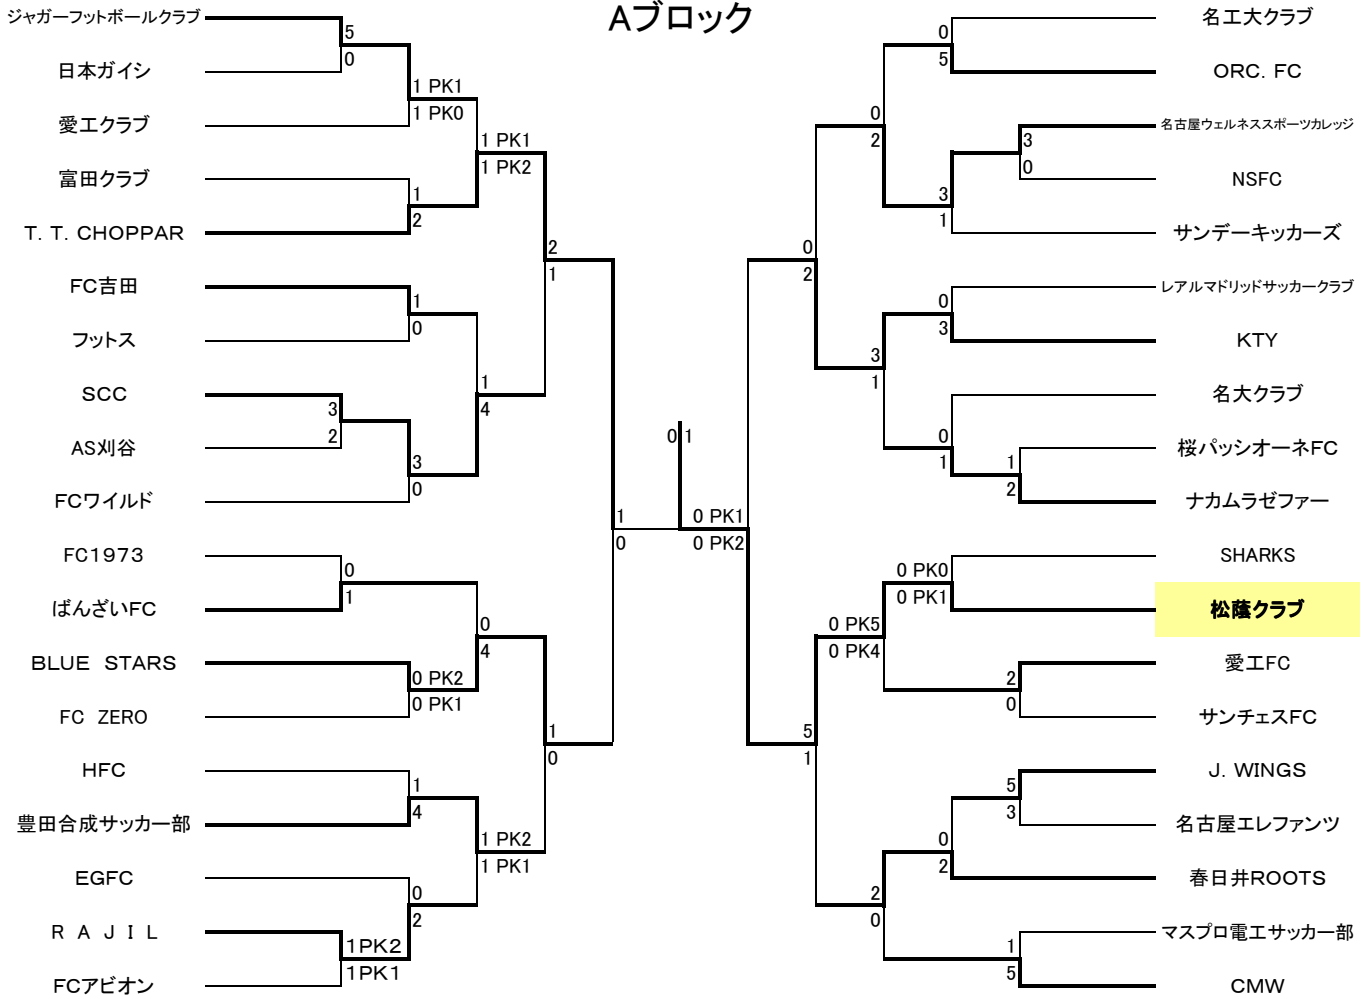 Aブロック
ジャガーフットボールクラブ
5
0
日本ガイシ
1 PK1
1 PK0
愛工クラブ
1 PK1
1 PK2
富田クラブ
1
2
T. T. CHOPPAR
2
1
FC吉田
1
0
フットス
1
4
SCC
3
2
AS刈谷
3
0
FCワイルド
1
0
FC1973
0
1
ばんざいFC
0
4
BLUE STARS
0 PK2
0 PK1
FC ZERO
1
0
HFC
1
4
豊田合成サッカー部
1 PK2
1 PK1
EGFC
0
2
R A J I L
1PK2
1PK1
FCアビオン
0 1
0 PK1
0 PK2
名工大クラブ
0
5
ORC. FC
0
2
名古屋ウェルネススポーツカレッジ
3
0
NSFC
3
1
サンデーキッカーズ
0
2
レアルマドリッドサッカークラブ
0
3
KTY
3
1
名大クラブ
0
1
桜パッシオーネFC
1
2
ナカムラゼファー
SHARKS
0 PK0
0 PK1
松蔭クラブ
0 PK5
0 PK4
愛工FC
2
0
サンチェスFC
5
1
J. WINGS
5
3
名古屋エレファンツ
0
2
春日井ROOTS
2
0
マスプロ電工サッカー部
1
5
CMW